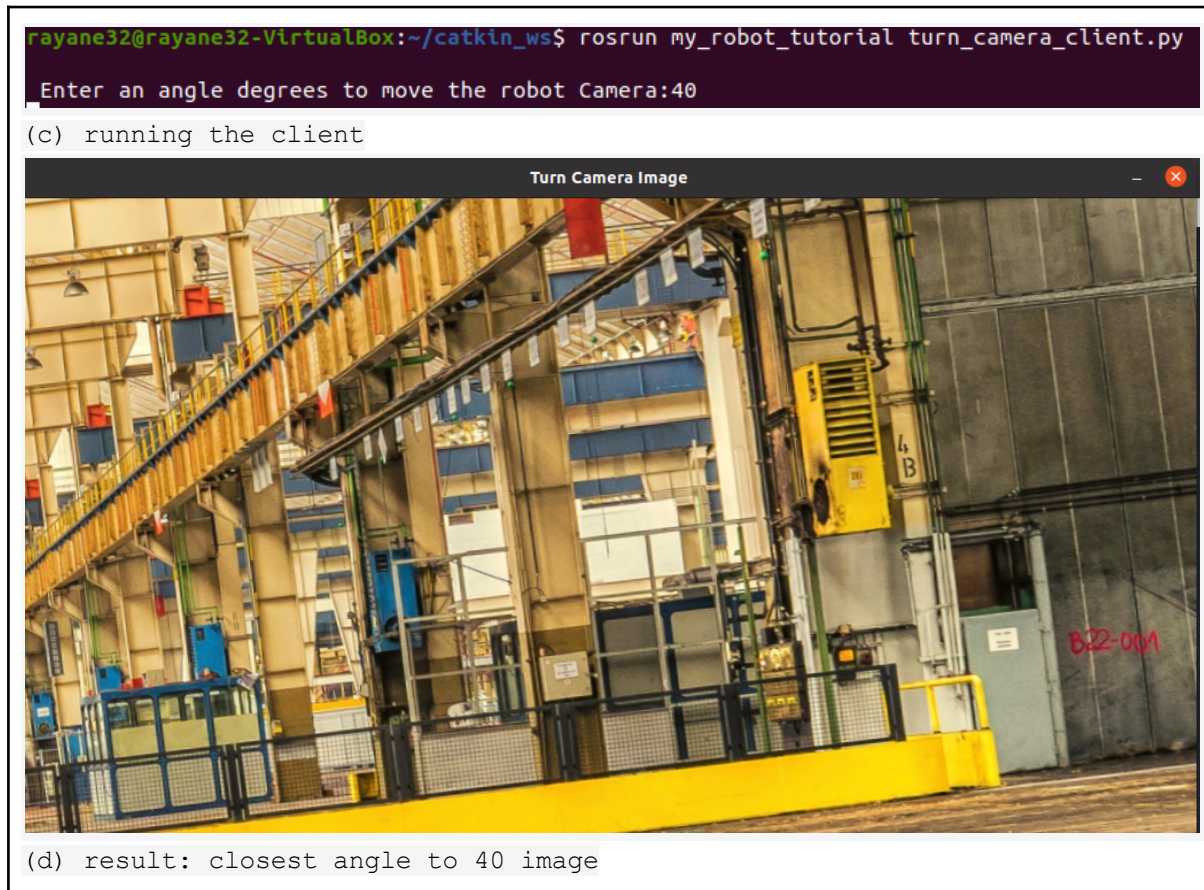 rayane32@rayane32-VirtualBox:~/catkin_ws$ rosrun my_robot_tutorial turn_camera_client.py
Enter an angle degrees to move the robot Camera:40
(c) running the client
Turn Camera Image
4
B
B22-001
(d) result: closest angle to 40 image